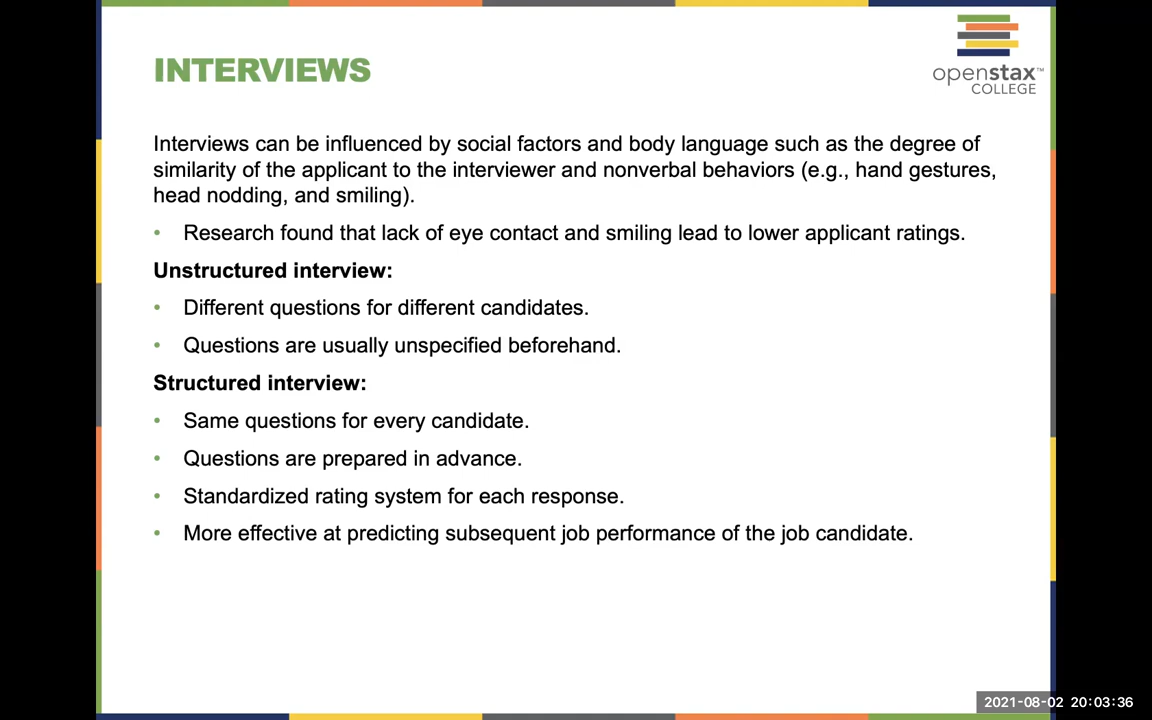 INTERVIEWS
openstax™
COLLEGE
Interviews can be influenced by social factors and body language such as the degree of
similarity of the applicant to the interviewer and nonverbal behaviors (e.g., hand gestures,
head nodding, and smiling).
• Research found that lack of eye contact and smiling lead to lower applicant ratings.
Unstructured interview:
• Different questions for different candidates.
• Questions are usually unspecified beforehand.
Structured interview:
• Same questions for every candidate.
• Questions are prepared in advance.
• Standardized rating system for each response.
• More effective at predicting subsequent job performance of the job candidate.
2021-08-02 20:03:36